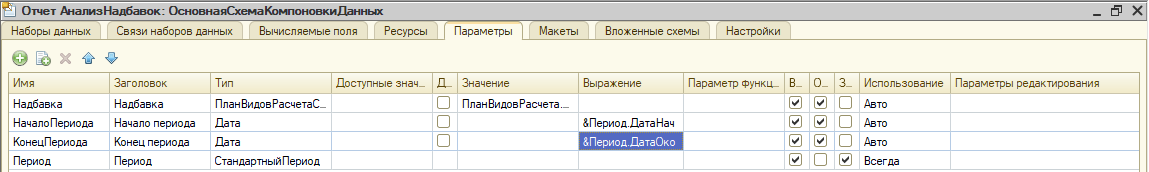 Отчет АнализНадбавок: ОсновнаяСхемаКомпоновкиДанных
Наборы данных Связи наборов данных Вычисляемые поля Ресурсы Параметры Макеты Вложенные схемы Настройки
Имя Заголовок Тип Доступные знач... Д... Значение Выражение Параметр функц... В... О... З... Использование Параметры редактирования
Надбавка Надбавка ПланВидовРасчетаС... ПланВидовРасчета.... Авто
НачалоПериода Начало периода Дата &Период.ДатаНач Авто
КонецПериода Конец периода Дата &Период.ДатаОко Авто
Период Период СтандартныйПериод Всегда